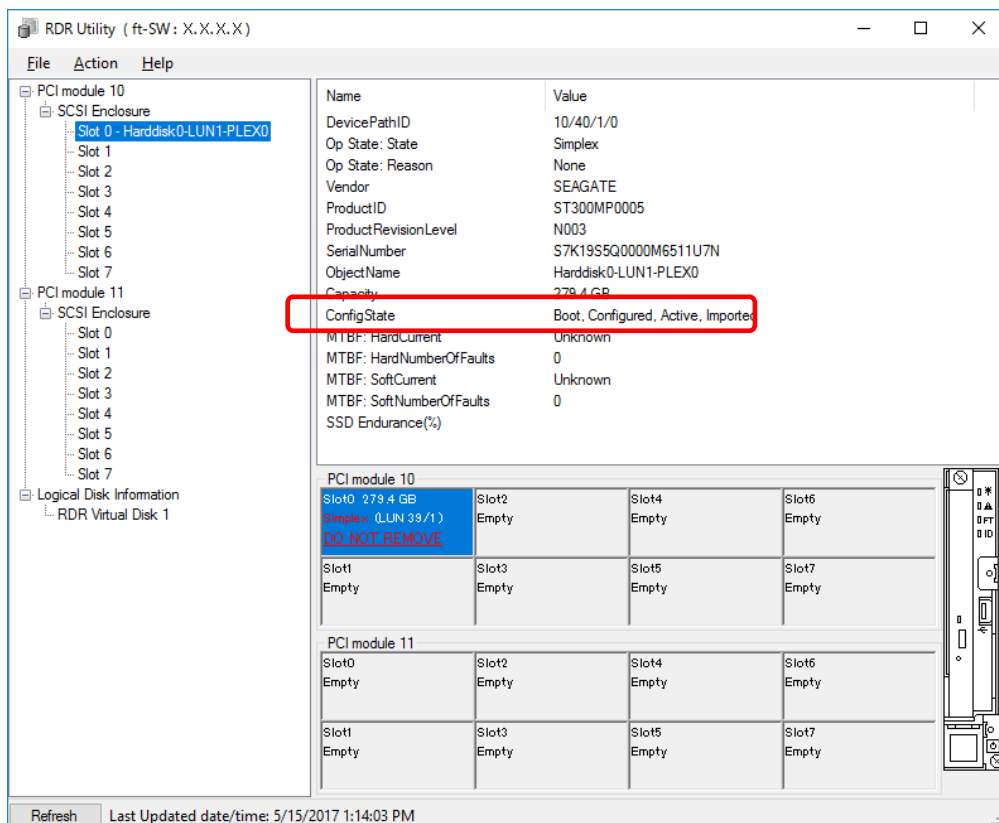 RDR Utility ( ft-SW : X.X.X.X )
File Action Help
PCI module 10
SCSI Enclosure
Slot 0 - Harddisk0-LUN1-PLEX0
Slot 1
Slot 2
Slot 3
Slot 4
Slot 5
Slot 6
Slot 7
PCI module 11
SCSI Enclosure
Slot 0
Slot 1
Slot 2
Slot 3
Slot 4
Slot 5
Slot 6
Slot 7
Logical Disk Information
RDR Virtual Disk 1
Name Value
DevicePathID 10/40/1/0
Op State: State Simplex
Op State: Reason None
Vendor SEAGATE
ProductID ST300MP0005
ProductRevisionLevel N003
SerialNumber S7K19S5Q0000M6511U7N
ObjectName Harddisk0-LUN1-PLEX0
Capacity 279.4 GB
ConfigState Boot, Configured, Active, Imported
MTBF: HardCurrent Unknown
MTBF: HardNumberOfFaults 0
MTBF: SoftCurrent Unknown
MTBF: SoftNumberOfFaults 0
SSD Endurance(%)
PCI module 10
Slot0 279.4 GB Slot2 Slot4 Slot6
Simplex (LUN 39/1) Empty Empty Empty
DO NOT REMOVE
Slot1 Slot3 Slot5 Slot7
Empty Empty Empty Empty
PCI module 11
Slot0 Slot2 Slot4 Slot6
Empty Empty Empty Empty
Slot1 Slot3 Slot5 Slot7
Empty Empty Empty Empty
FT
ID
Refresh Last Updated date/time: 5/15/2017 1:14:03 PM